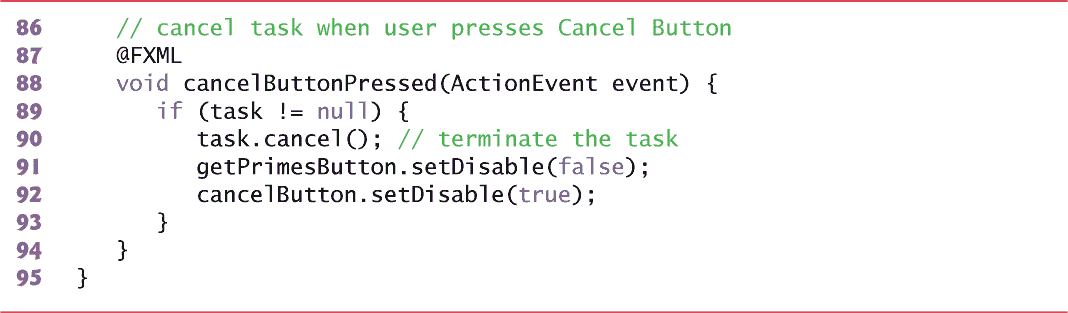 86 // cancel task when user presses Cancel Button
87 @FXML
88 void cancelButtonPressed(ActionEvent event) {
89 if (task != null) {
90 task.cancel(); // terminate the task
91 getPrimesButton.setDisable(false);
92 cancelButton.setDisable(true);
93 }
94 }
95 }